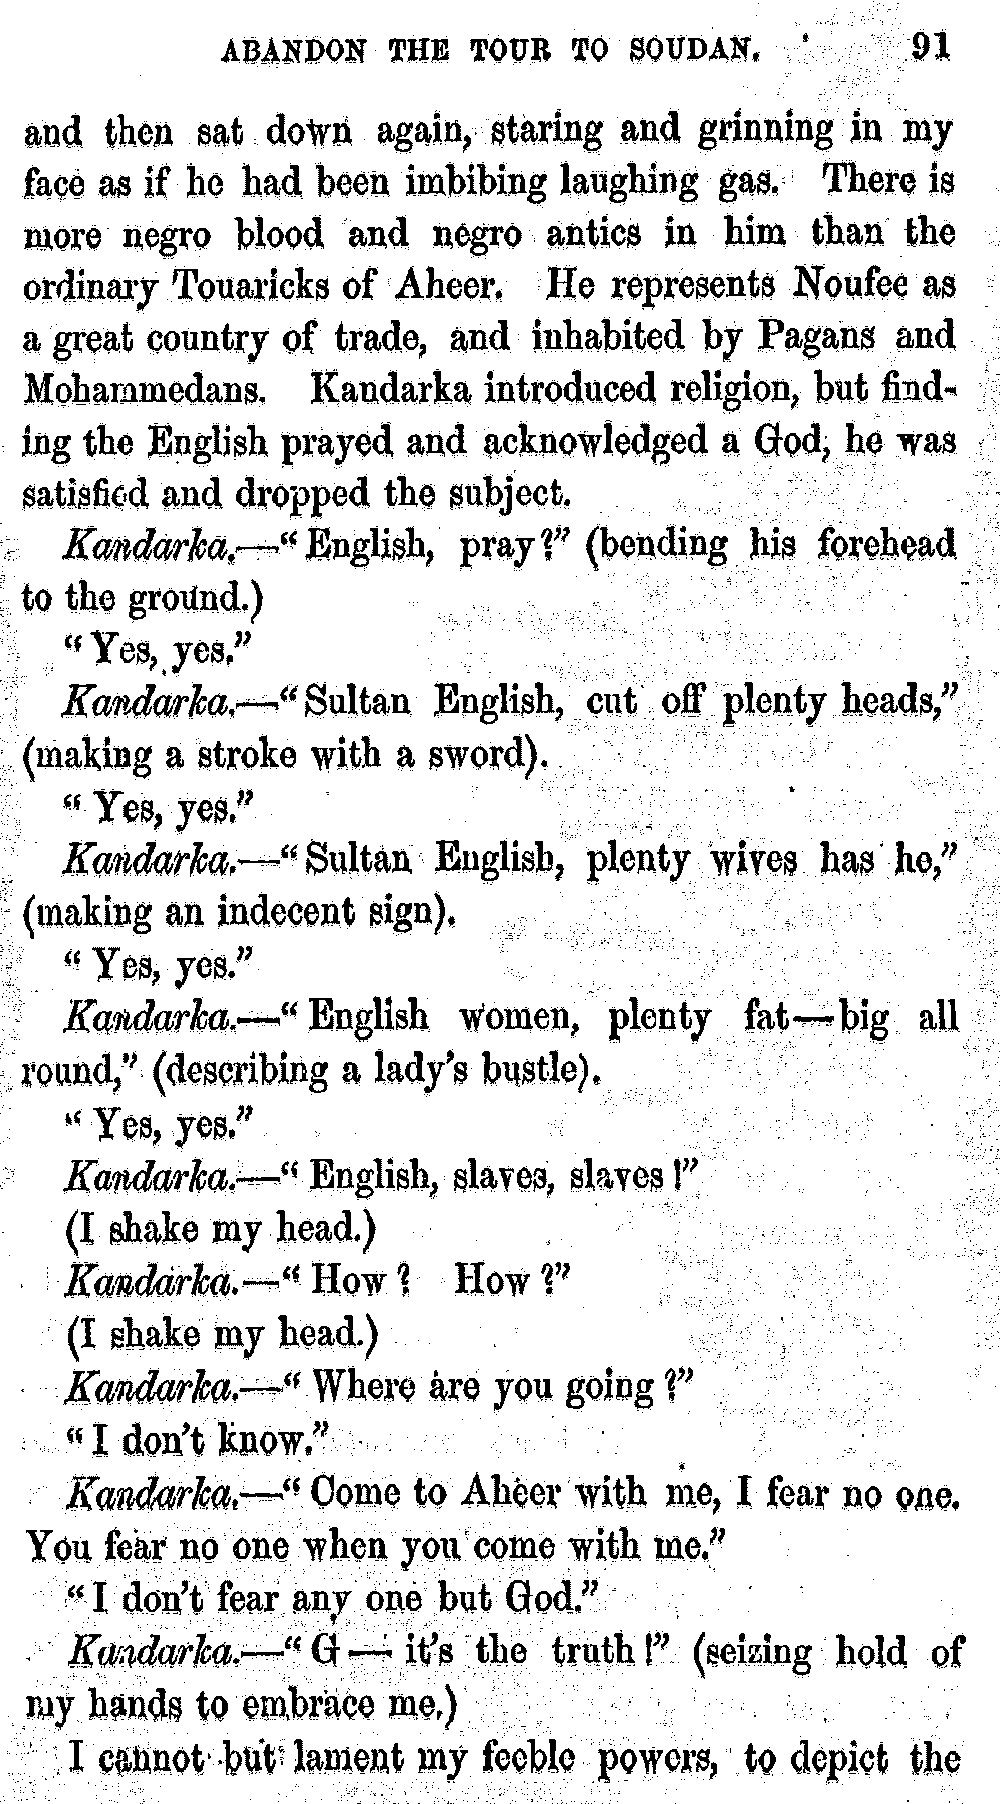 ABANDON THE TOUR TO SOUDAN. 91
and then sat down again, staring and grinning in my
face as if he had been imbibing laughing gas. There is
more negro blood and negro antics in him than the
ordinary Touaricks of Aheer. He represents Noufee as
a great country of trade, and inhabited by Pagans and
Mohammedans. Kandarka introduced religion, but find-
ing the English prayed and acknowledged a God, he was
satisfied and dropped the subject.
Kandarka.—“English, pray?” (bending his forehead
to the ground.)
“Yes, yes.”
Kandarka.—“Sultan English, cut off plenty heads,”
(making a stroke with a sword).
“Yes, yes.”
Kandarka.—“Sultan English, plenty wives has he,”
(making an indecent sign).
“Yes, yes.”
Kandarka.—“English women, plenty fat—big all
round,” (describing a lady's bustle).
“Yes, yes.”
Kandarka.—“English, slaves, slaves!”
(I shake my head.)
Kandarka.—“How? How?”
(I shake my head.)
Kandarka.—“Where are you going?”
“I don't know.”
Kandarka.—“Come to Aheer with me, I fear no one.
You fear no one when you come with me.”
“I don't fear any one but God.”
Kandarka.—“G— it's the truth!” (seizing hold of
my hands to embrace me.)
I cannot but lament my feeble powers, to depict the